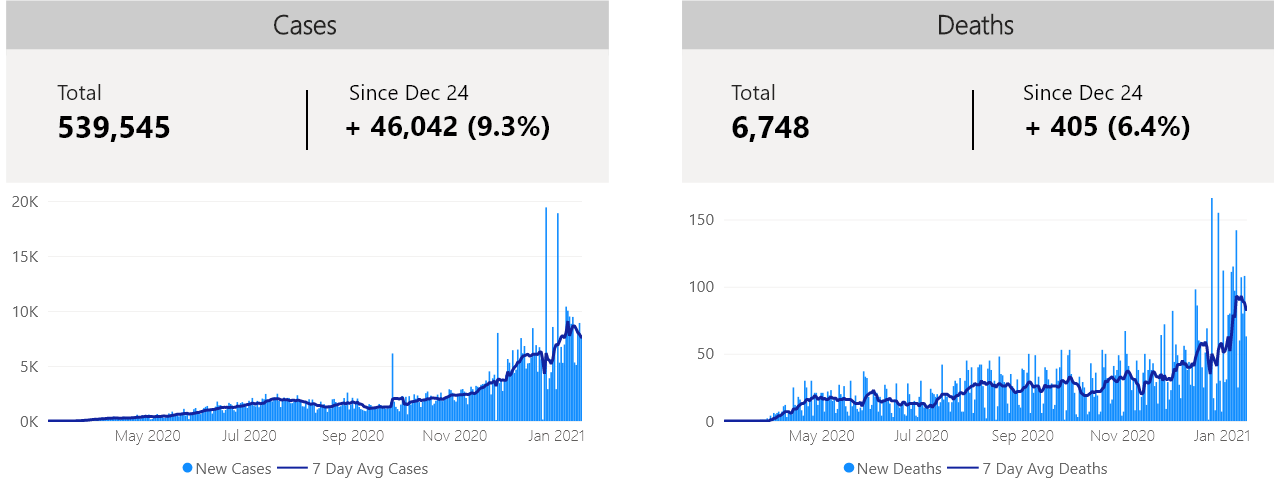 Cases
Total
539,545
Since Dec 24
+ 46,042 (9.3%)
20K
15K
10K
5K
0K
May 2020 Jul 2020 Sep 2020 Nov 2020 Jan 2021
New Cases 7 Day Avg Cases
Deaths
Total
6,748
Since Dec 24
+ 405 (6.4%)
150
100
50
0
May 2020 Jul 2020 Sep 2020 Nov 2020 Jan 2021
New Deaths 7 Day Avg Deaths